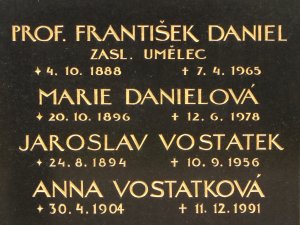 PROF. FRANTIŠEK DANIEL
ZASL. UMĚLEC
* 4. 10. 1888 † 7. 4. 1965
MARIE DANIELOVÁ
* 20. 10. 1896 † 12. 6. 1978
JAROSLAV VOSTATEK
* 24. 8. 1894 † 10. 9. 1956
ANNA VOSTATKOVÁ
* 30. 4. 1904 † 11. 12. 1991